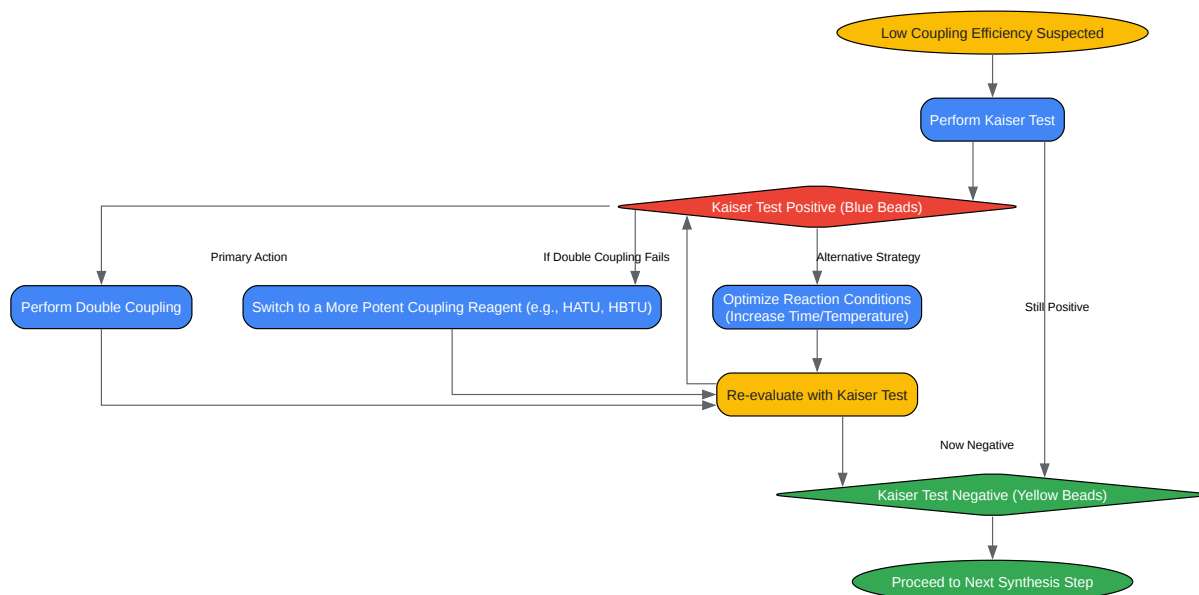 Low Coupling Efficiency Suspected
Perform Kaiser Test
Kaiser Test Positive (Blue Beads)
Primary Action
If Double Coupling Fails
Alternative Strategy
Perform Double Coupling
Switch to a More Potent Coupling Reagent (e.g., HATU, HBTU)
Optimize Reaction Conditions
(Increase Time/Temperature)
Still Positive
Re-evaluate with Kaiser Test
Now Negative
Kaiser Test Negative (Yellow Beads)
Proceed to Next Synthesis Step